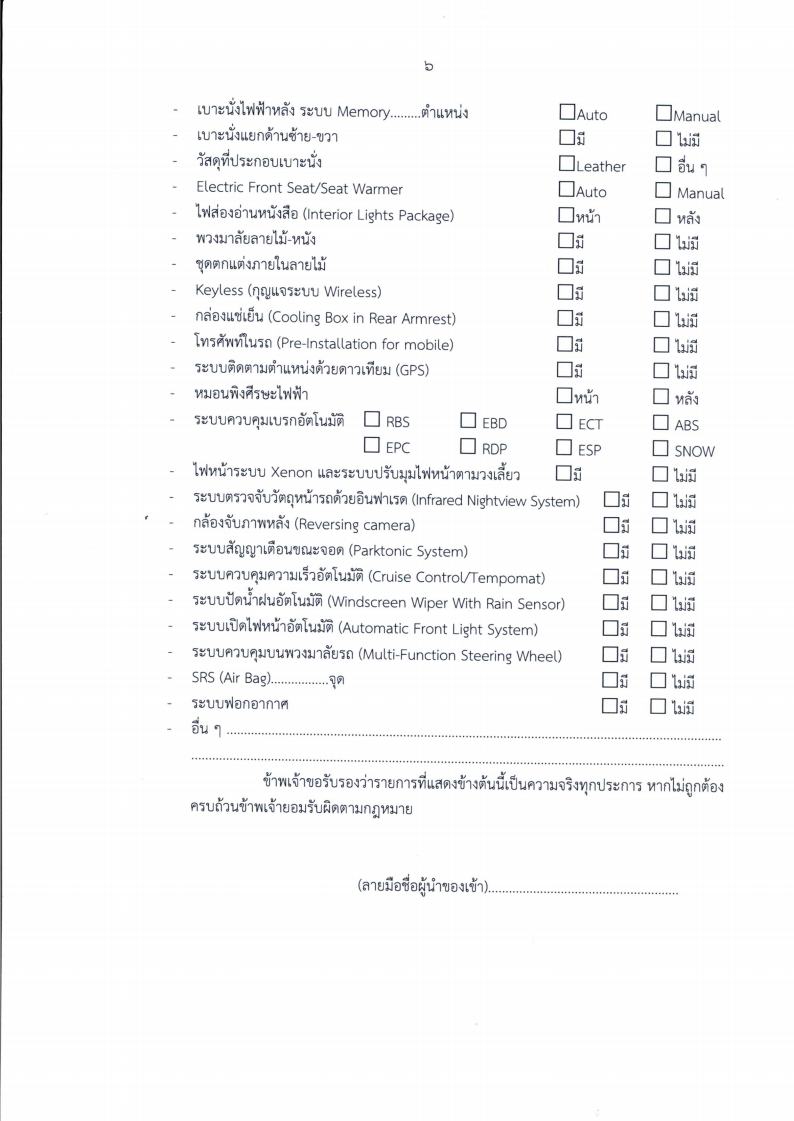 ๖
- เบาะนั่งไฟฟ้าหลัง ระบบ Memory.........ตำแหน่ง ☐Auto ☐Manual
- เบาะนั่งแยกด้านซ้าย-ขวา ☐มี ☐ ไม่มี
- วัสดุที่ประกอบเบาะนั่ง ☐Leather ☐ อื่น ๆ
- Electric Front Seat/Seat Warmer ☐Auto ☐ Manual
- ไฟส่องอ่านหนังสือ (Interior Lights Package) ☐หน้า ☐ หลัง
- พวงมาลัยลายไม้-หนัง ☐มี ☐ ไม่มี
- ชุดตกแต่งภายในลายไม้ ☐มี ☐ ไม่มี
- Keyless (กุญแจระบบ Wireless) ☐มี ☐ ไม่มี
- กล่องแช่เย็น (Cooling Box in Rear Armrest) ☐มี ☐ ไม่มี
- โทรศัพท์ในรถ (Pre-Installation for mobile) ☐มี ☐ ไม่มี
- ระบบติดตามตำแหน่งด้วยดาวเทียม (GPS) ☐มี ☐ ไม่มี
- หมอนพิงศีรษะไฟฟ้า ☐หน้า ☐ หลัง
- ระบบควบคุมเบรกอัตโนมัติ ☐ RBS ☐ EBD ☐ ECT ☐ ABS
☐ EPC ☐ RDP ☐ ESP ☐ SNOW
- ไฟหน้าระบบ Xenon และระบบปรับมุมไฟหน้าตามวงเลี้ยว ☐มี ☐ ไม่มี
- ระบบตรวจจับวัตถุหน้ารถด้วยอินฟาเรด (Infrared Nightview System) ☐มี ☐ ไม่มี
- กล้องจับภาพหลัง (Reversing camera) ☐มี ☐ ไม่มี
- ระบบสัญญาเตือนขณะจอด (Parktonic System) ☐มี ☐ ไม่มี
- ระบบควบคุมความเร็วอัตโนมัติ (Cruise Control/Tempomat) ☐มี ☐ ไม่มี
- ระบบปัดน้ำฝนอัตโนมัติ (Windscreen Wiper With Rain Sensor) ☐มี ☐ ไม่มี
- ระบบเปิดไฟหน้าอัตโนมัติ (Automatic Front Light System) ☐มี ☐ ไม่มี
- ระบบควบคุมบนพวงมาลัยรถ (Multi-Function Steering Wheel) ☐มี ☐ ไม่มี
- SRS (Air Bag).................จุด ☐มี ☐ ไม่มี
- ระบบฟอกอากาศ ☐มี ☐ ไม่มี
- อื่น ๆ ........................................................................................................
........................................................................................................
ข้าพเจ้าขอรับรองว่ารายการที่แสดงข้างต้นนี้เป็นความจริงทุกประการ หากไม่ถูกต้อง
ครบถ้วนข้าพเจ้ายอมรับผิดตามกฎหมาย
(ลายมือชื่อผู้นำของเข้า).......................................................